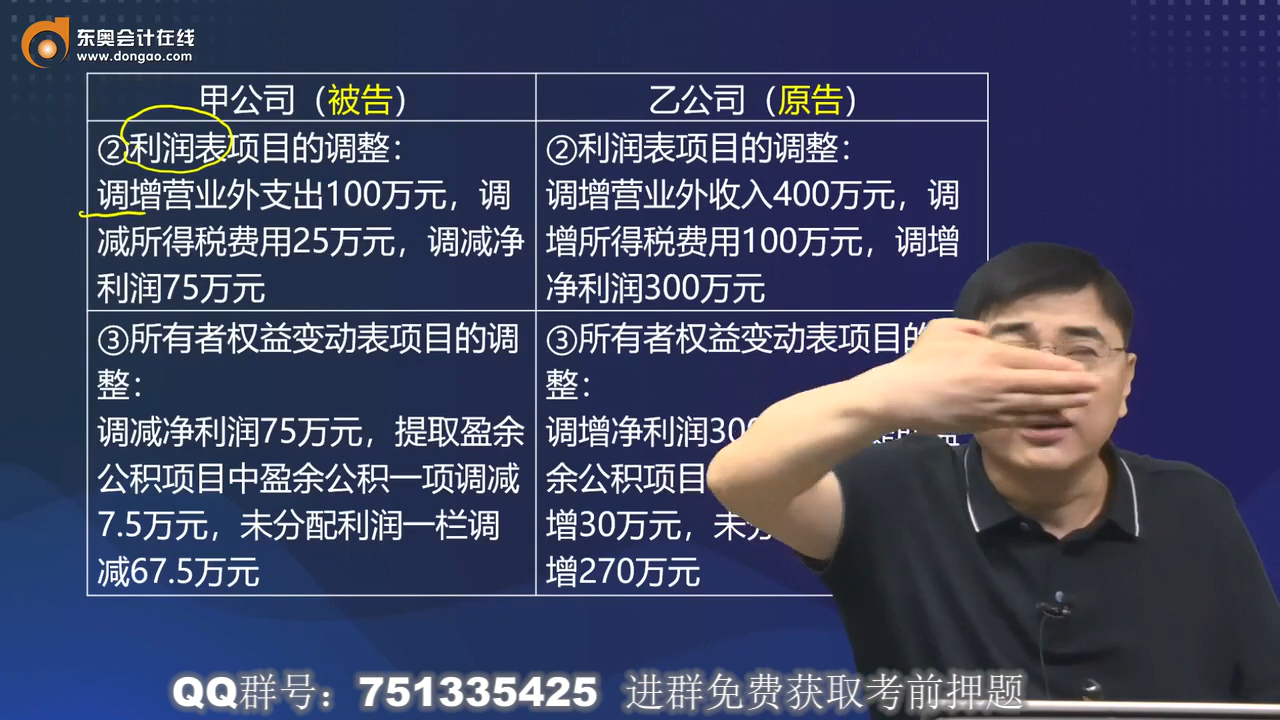 东奥会计在线
www.dongao.com
甲公司（被告）
乙公司（原告）
②利润表项目的调整：
调增营业外支出100万元，调
减所得税费用25万元，调减净
利润75万元
②利润表项目的调整：
调增营业外收入400万元，调
增所得税费用100万元，调增
净利润300万元
③所有者权益变动表项目的调
整：
调减净利润75万元，提取盈余
公积项目中盈余公积一项调减
7.5万元，未分配利润一栏调
减67.5万元
③所有者权益变动表项目的
整：
调增净利润300
余公积项目
增30万元，未分
增270万元
QQ群号：751335425 进群免费获取考前押题